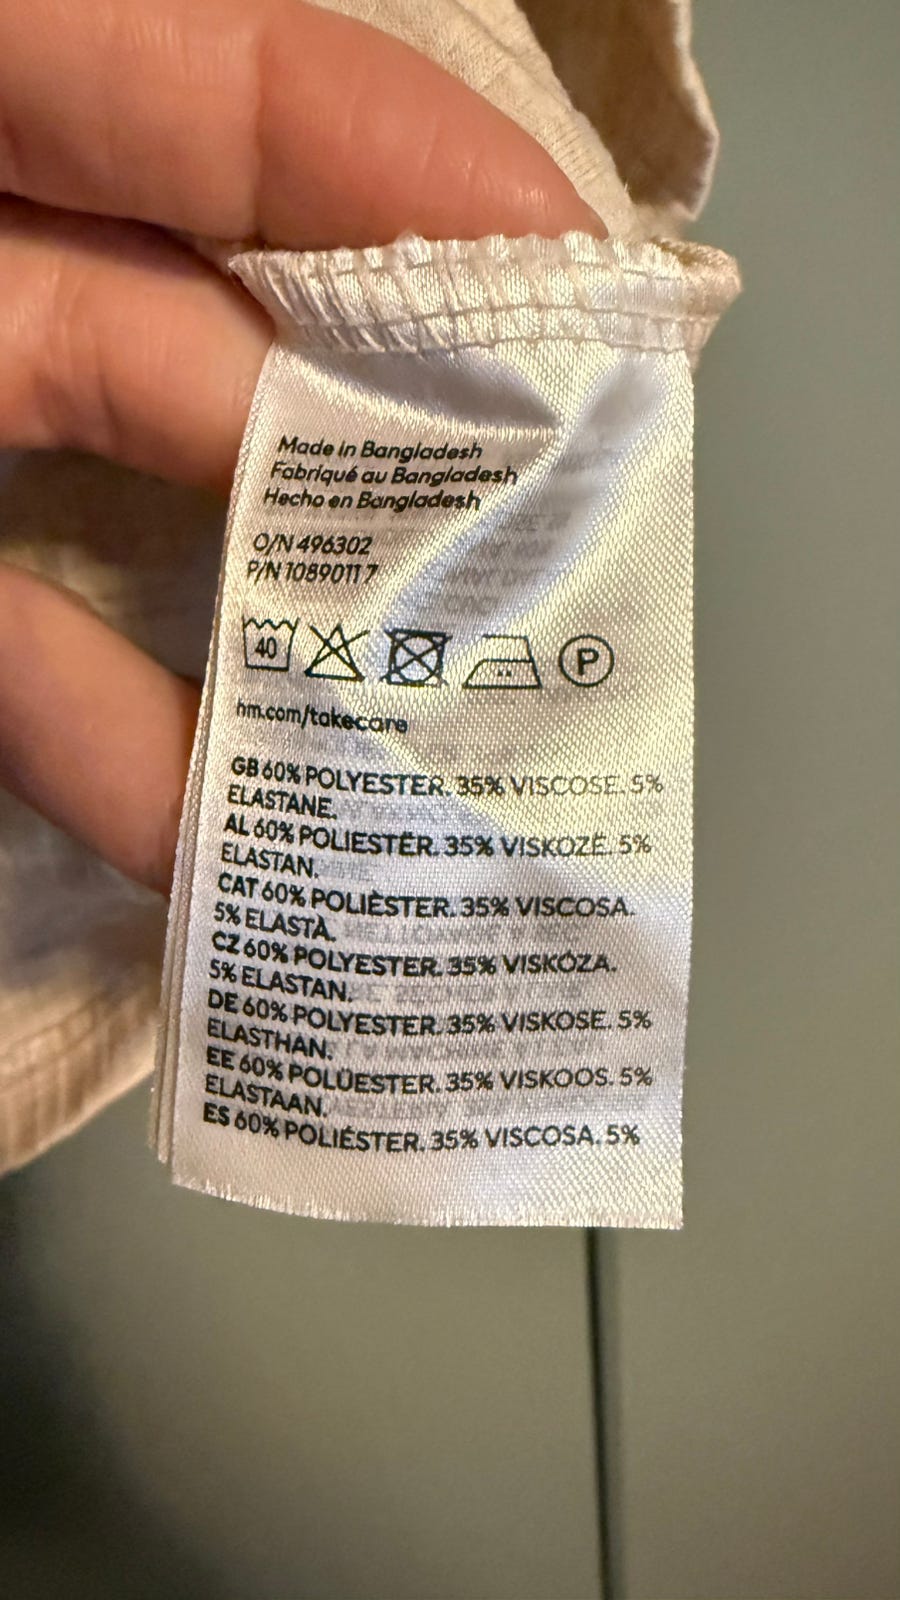 Made in Bangladesh
Fabriqué au Bangladesh
Hecho en Bangladesh
O/N 496302
P/N 1089011 7
40 P
hm.com/takecare
GB 60% POLYESTER. 35% VISCOSE. 5%
ELASTANE.
AL 60% POLIESTËR. 35% VISKOZË. 5%
ELASTAN.
CAT 60% POLIÈSTER. 35% VISCOSA.
5% ELASTÀ.
CZ 60% POLYESTER. 35% VISKÓZA.
5% ELASTAN.
DE 60% POLYESTER. 35% VISKOSE. 5%
ELASTHAN.
EE 60% POLÜESTER. 35% VISKOOS. 5%
ELASTAAN.
ES 60% POLIÉSTER. 35% VISCOSA. 5%